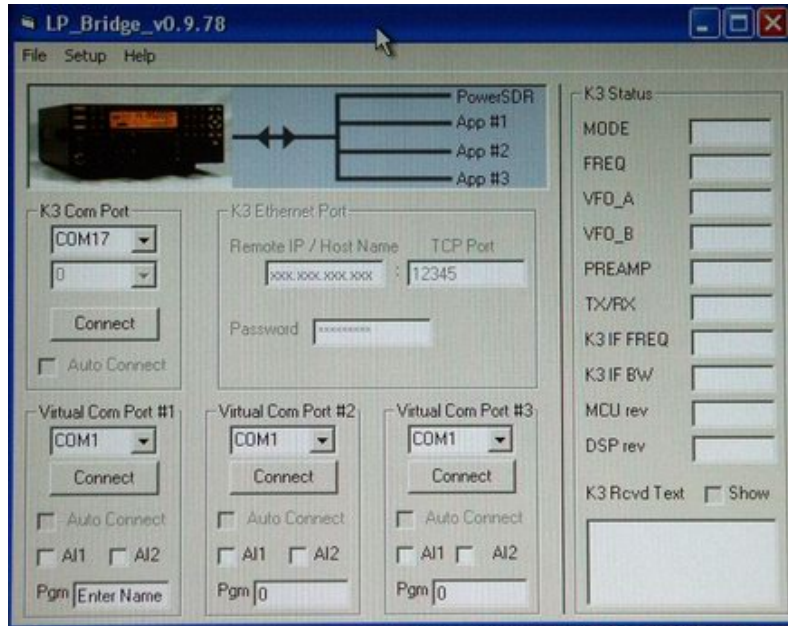 LP_Bridge_v0.9.78
File Setup Help
PowerSDR
App #1
App #2
App #3
K3 Com Port
COM17
0
Connect
Auto Connect
K3 Ethernet Port
Remote IP / Host Name TCP Port
xxx.xxx.xxx.xxx : 12345
Password xxxxxxxxx
Virtual Com Port #1
COM1
Connect
Auto Connect
AI1 AI2
Pgm Enter Name
Virtual Com Port #2
COM1
Connect
Auto Connect
AI1 AI2
Pgm 0
Virtual Com Port #3
COM1
Connect
Auto Connect
AI1 AI2
Pgm 0
K3 Status
MODE
FREQ
VFO_A
VFO_B
PREAMP
TX/RX
K3 IF FREQ
K3 IF BW
MCU rev
DSP rev
K3 Rcvd Text Show